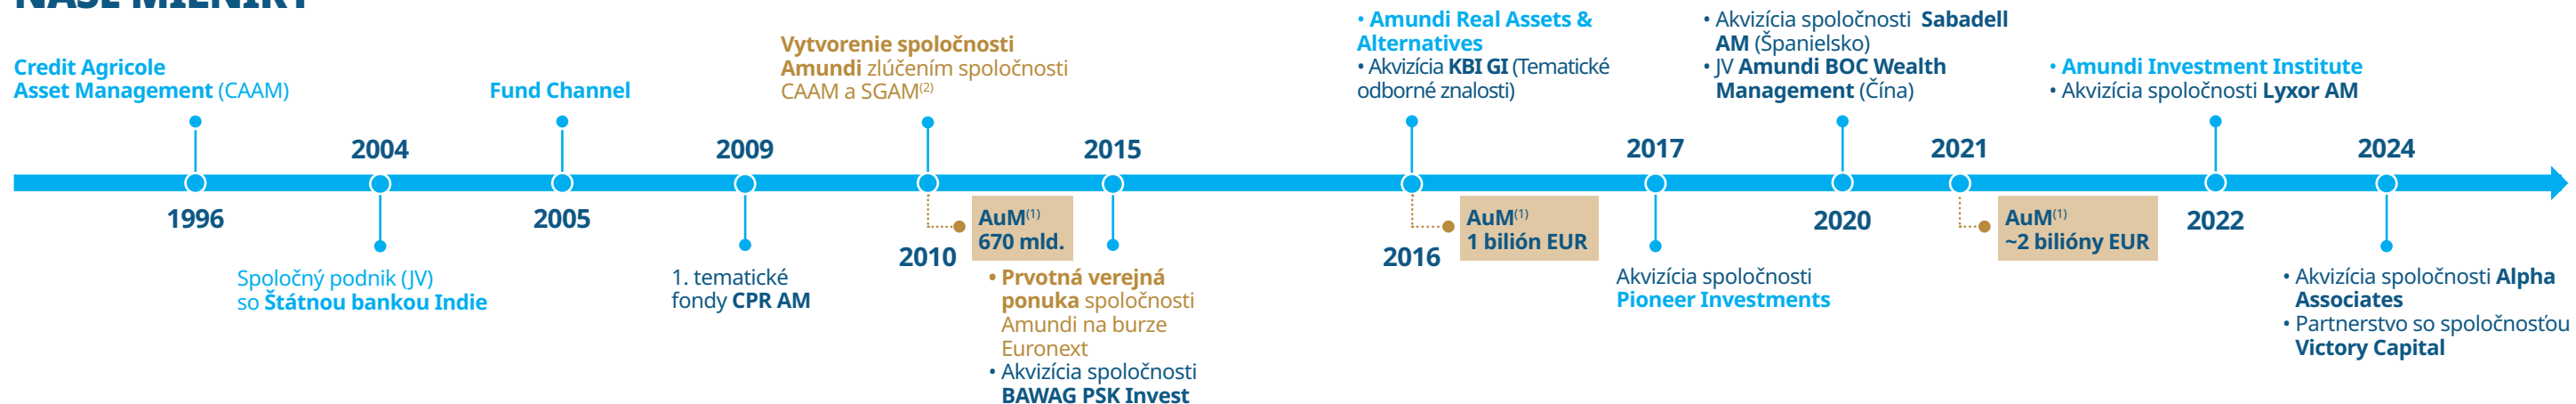 NAŠE MÍĽNIKY
Credit Agricole
Asset Management (CAAM)
1996
2004
Spoločný podnik (JV)
so Štátnou bankou Indie
Fund Channel
2005
2009
1. tematické
fondy CPR AM
Vytvorenie spoločnosti
Amundi zlúčením spoločnosti
CAAM a SGAM(2)
2010
AuM(1)
670 mld.
2015
• Prvotná verejná
ponuka spoločnosti
Amundi na burze
Euronext
• Akvizícia spoločnosti
BAWAG PSK Invest
• Amundi Real Assets &
Alternatives
• Akvizícia KBI GI (Tematické
odborné znalosti)
2016
AuM(1)
1 bilión EUR
2017
Akvizícia spoločnosti
Pioneer Investments
• Akvizícia spoločnosti Sabadell
AM (Španielsko)
• JV Amundi BOC Wealth
Management (Čína)
2020
2021
AuM(1)
~2 bilióny EUR
• Amundi Investment Institute
• Akvizícia spoločnosti Lyxor AM
2022
2024
• Akvizícia spoločnosti Alpha
Associates
• Partnerstvo so spoločnosťou
Victory Capital